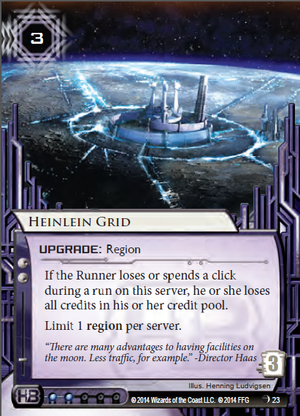 3
HEINLEIN GRID
UPGRADE: Region
If the Runner loses or spends a click
during a run on this server, he or she loses
all credits in his or her credit pool.
Limit 1 region per server.
"There are many advantages to having facilities on
the moon. Less traffic, for example." -Director Haas
3
Illus. Henning Ludvigsen
HB
© 2014 Wizards of the Coast LLC. © 2014 FFG
23